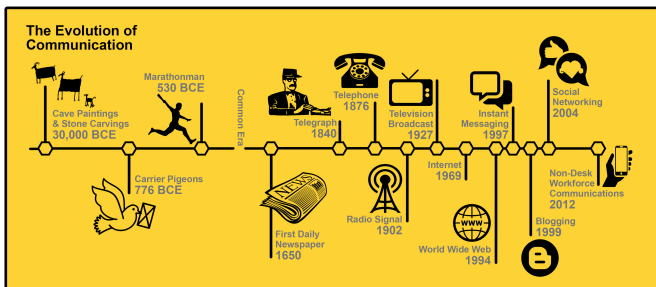 The Evolution of
Communication
Cave Paintings
& Stone Carvings
30,000 BCE
Carrier Pigeons
776 BCE
Marathonman
530 BCE
Common Era
NEWS
First Daily
Newspaper
1650
Telegraph
1840
Telephone
1876
Radio Signal
1902
Television
Broadcast
1927
Internet
1969
WWW
World Wide Web
1994
Instant
Messaging
1997
Blogging
1999
Social
Networking
2004
Non-Desk
Workforce
Communications
2012